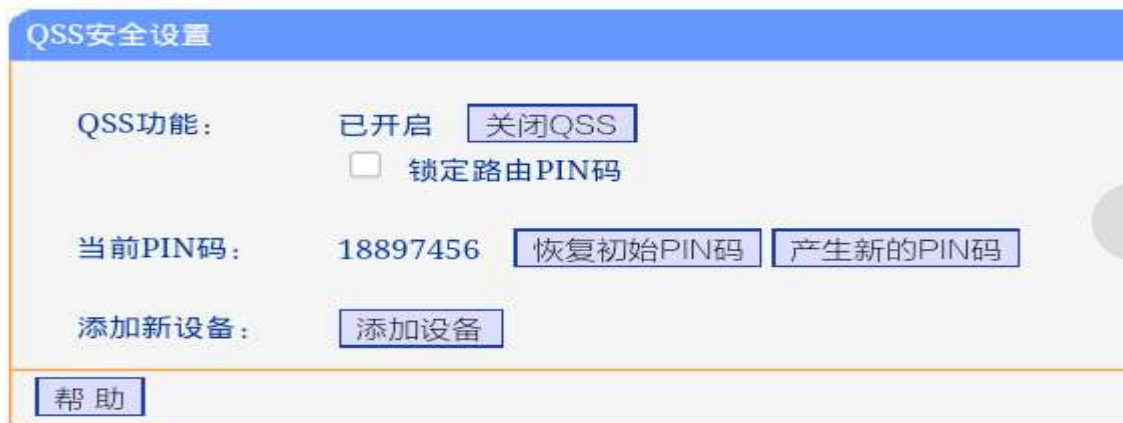 QSS安全设置
QSS功能： 已开启 关闭QSS
锁定路由PIN码
当前PIN码： 18897456 恢复初始PIN码 产生新的PIN码
添加新设备： 添加设备
帮 助